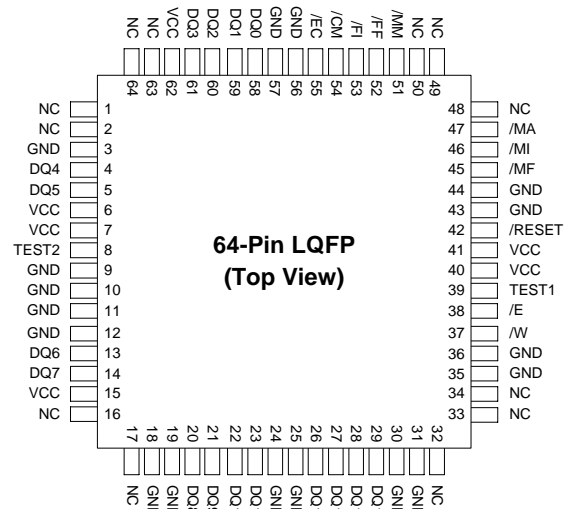 NC NC VCC DQ3 DQ2 DQ1 DQ0 GND GND /EC /CM /FI /FF /MM NC NC
64 63 62 61 60 59 58 57 56 55 54 53 52 51 50 49
NC 1
NC 2
GND 3
DQ4 4
DQ5 5
VCC 6
VCC 7
TEST2 8
GND 9
GND 10
GND 11
GND 12
DQ6 13
DQ7 14
VCC 15
NC 16
64-Pin LQFP
(Top View)
48 NC
47 /MA
46 /MI
45 /MF
44 GND
43 GND
42 /RESET
41 VCC
40 VCC
39 TEST1
38 /E
37 /W
36 GND
35 GND
34 NC
33 NC
17 18 19 20 21 22 23 24 25 26 27 28 29 30 31 32
NC GND GND GND GND GND GND NC